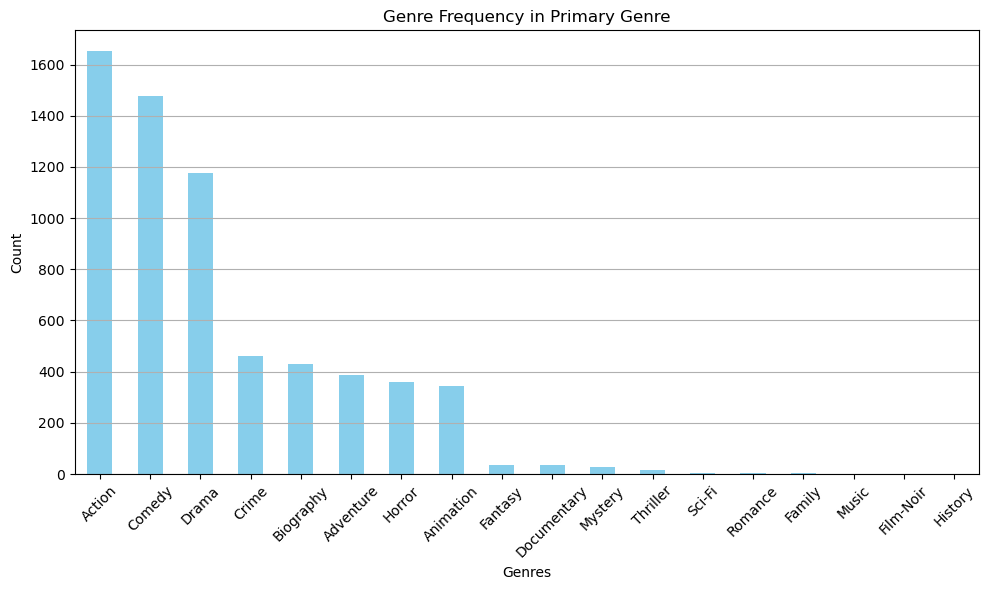 Genre Frequency in Primary Genre
Count
1600
1400
1200
1000
800
600
400
200
0
Action
Comedy
Drama
Crime
Biography
Adventure
Horror
Animation
Fantasy
Documentary
Mystery
Thriller
Sci-Fi
Romance
Family
Music
Film-Noir
History
Genres